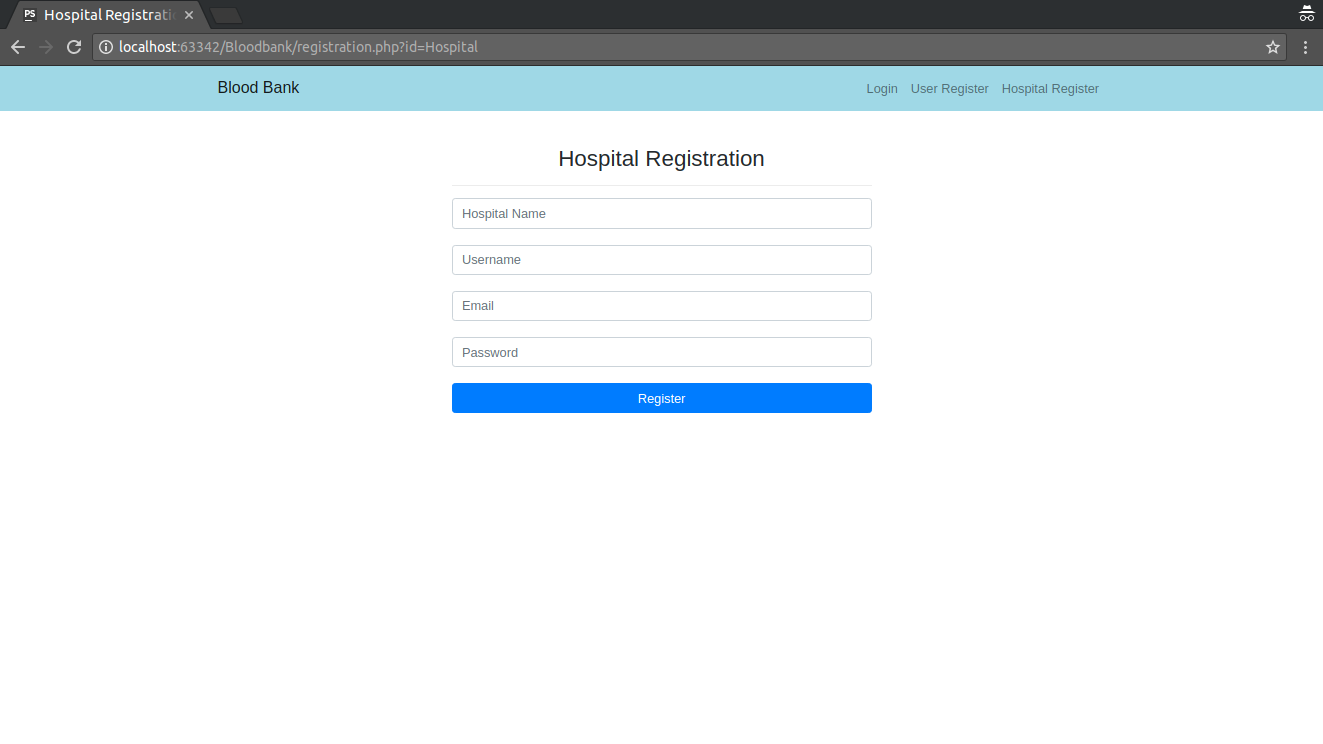 PS Hospital Registrati
localhost:63342/Bloodbank/registration.php?id=Hospital
Blood Bank Login User Register Hospital Register
Hospital Registration
Hospital Name
Username
Email
Password
Register